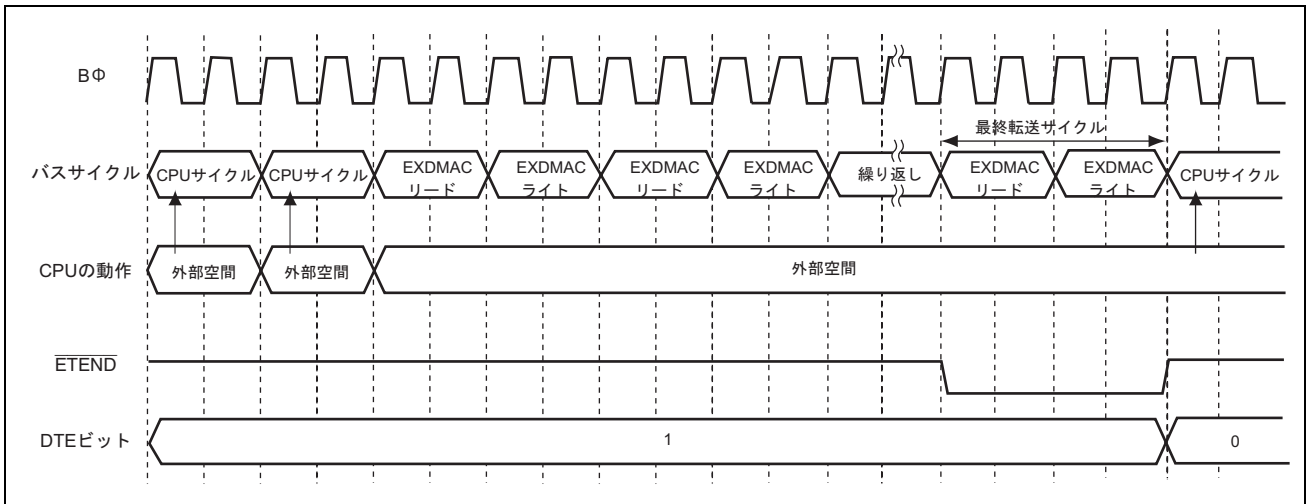 BΦ
最終転送サイクル
バスサイクル CPUサイクル CPUサイクル EXDMAC リード EXDMAC ライト EXDMAC リード EXDMAC ライト 繰り返し EXDMAC リード EXDMAC ライト CPUサイクル
CPUの動作 外部空間 外部空間 外部空間
ETEND
DTEビット 1 0